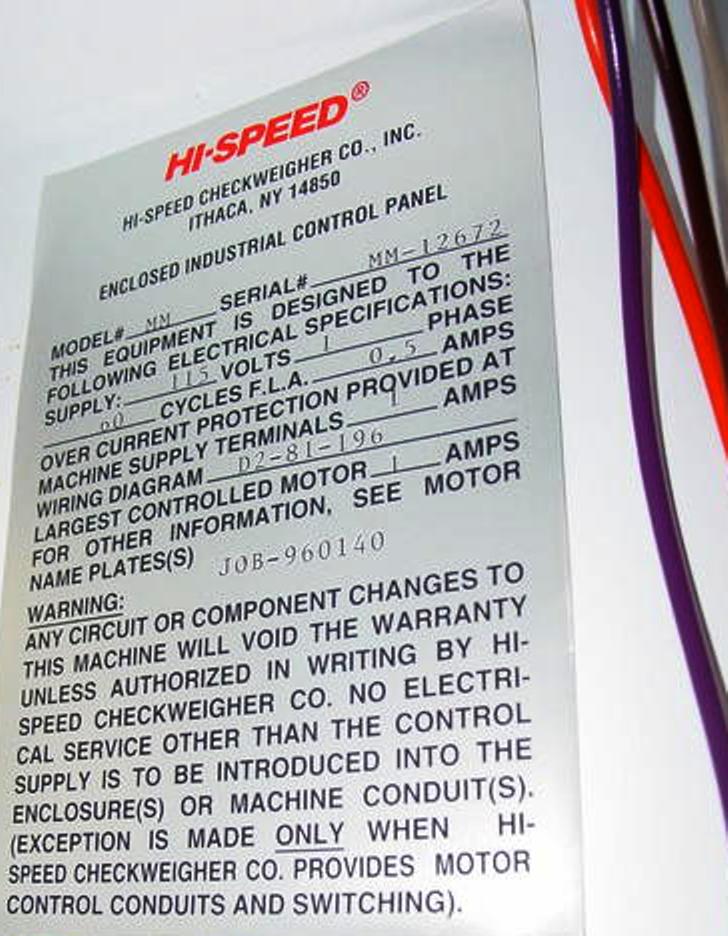 HI-SPEED®
HI-SPEED CHECKWEIGHER CO., INC.
ITHACA, NY 14850
ENCLOSED INDUSTRIAL CONTROL PANEL
MODEL# MM SERIAL# MM-12672
THIS EQUIPMENT IS DESIGNED TO THE
FOLLOWING ELECTRICAL SPECIFICATIONS:
SUPPLY: 115 VOLTS 1 PHASE
60 CYCLES F.L.A. 0.5 AMPS
OVER CURRENT PROTECTION PROVIDED AT
MACHINE SUPPLY TERMINALS 1 AMPS
WIRING DIAGRAM D2-81-196
LARGEST CONTROLLED MOTOR 1 AMPS
FOR OTHER INFORMATION, SEE MOTOR
NAME PLATES(S) JOB-960140
WARNING:
ANY CIRCUIT OR COMPONENT CHANGES TO
THIS MACHINE WILL VOID THE WARRANTY
UNLESS AUTHORIZED IN WRITING BY HI-
SPEED CHECKWEIGHER CO. NO ELECTRI-
CAL SERVICE OTHER THAN THE CONTROL
SUPPLY IS TO BE INTRODUCED INTO THE
ENCLOSURE(S) OR MACHINE CONDUIT(S).
(EXCEPTION IS MADE ONLY WHEN HI-
SPEED CHECKWEIGHER CO. PROVIDES MOTOR
CONTROL CONDUITS AND SWITCHING).